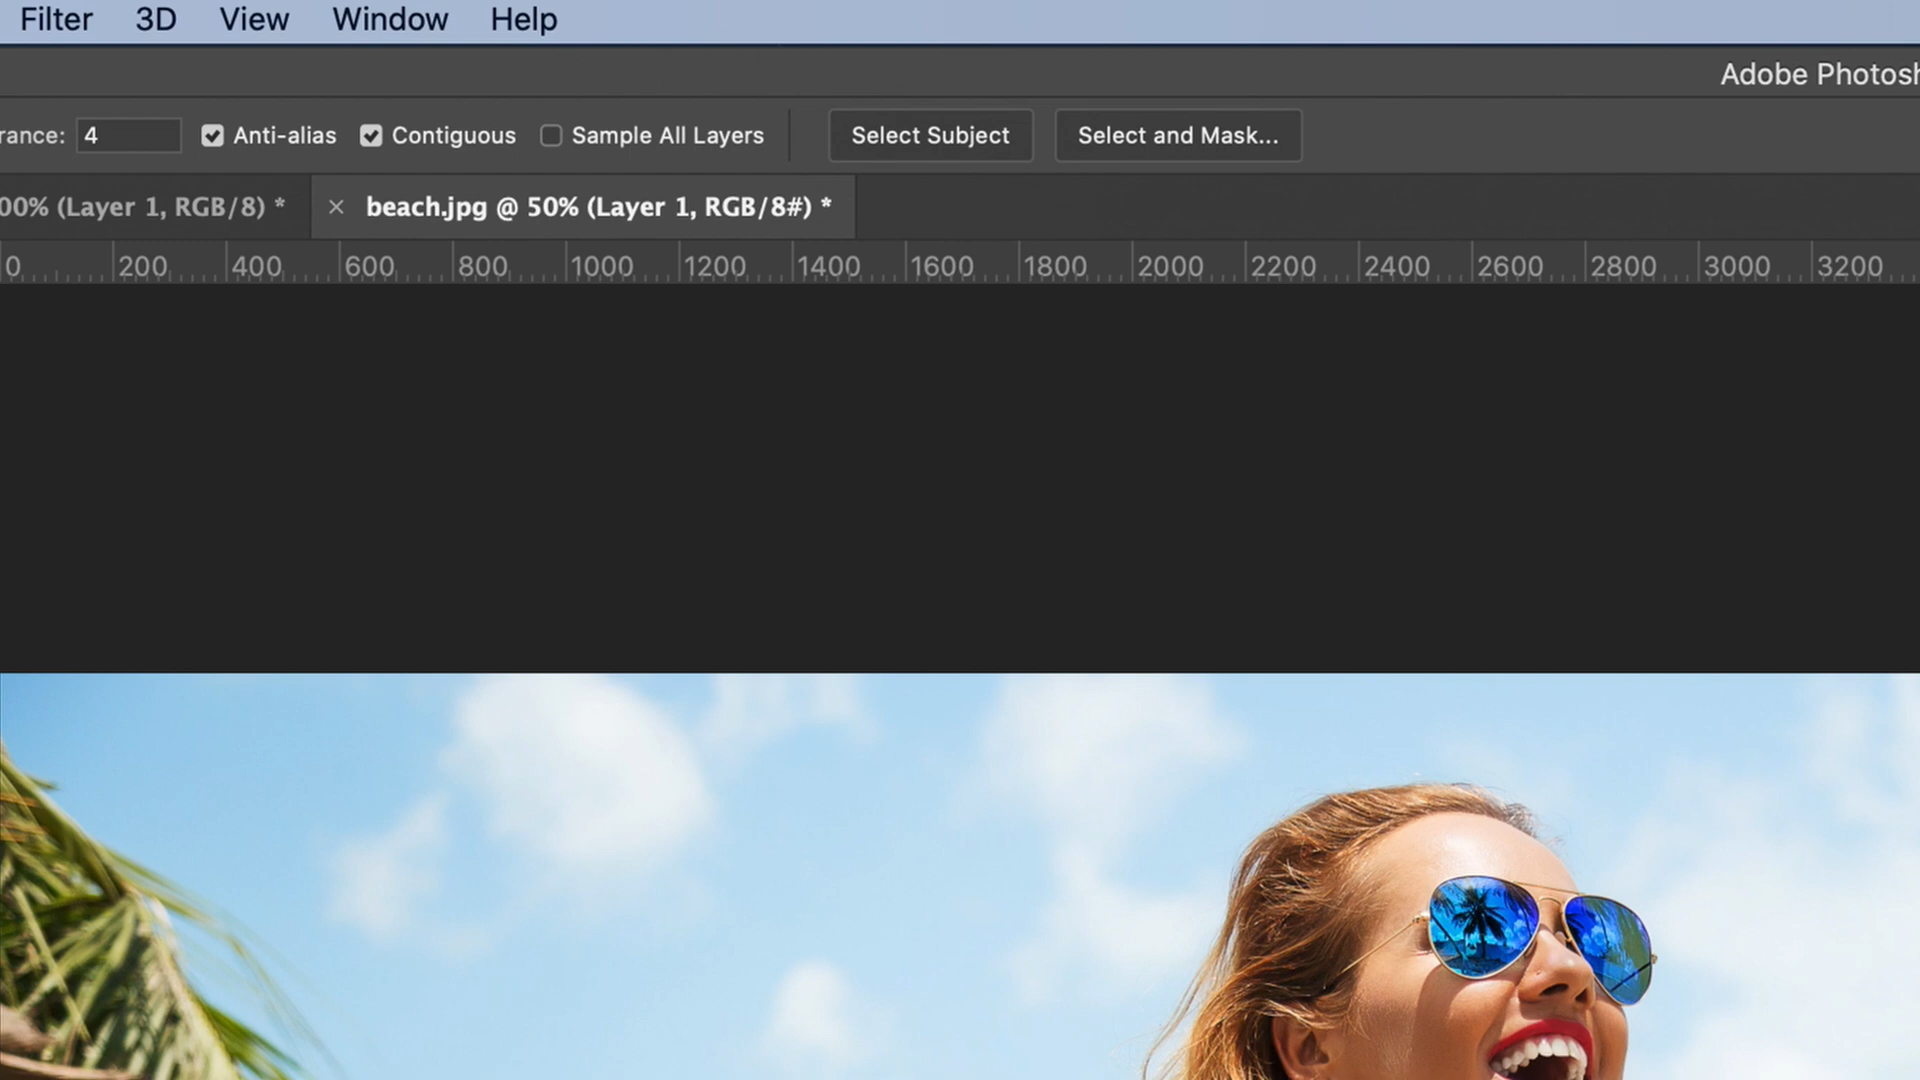 Filter 3D View Window Help
Adobe Photosh
rance: 4 Anti-alias Contiguous Sample All Layers Select Subject Select and Mask...
00% (Layer 1, RGB/8) * × beach.jpg @ 50% (Layer 1, RGB/8#) *
0 200 400 600 800 1000 1200 1400 1600 1800 2000 2200 2400 2600 2800 3000 3200